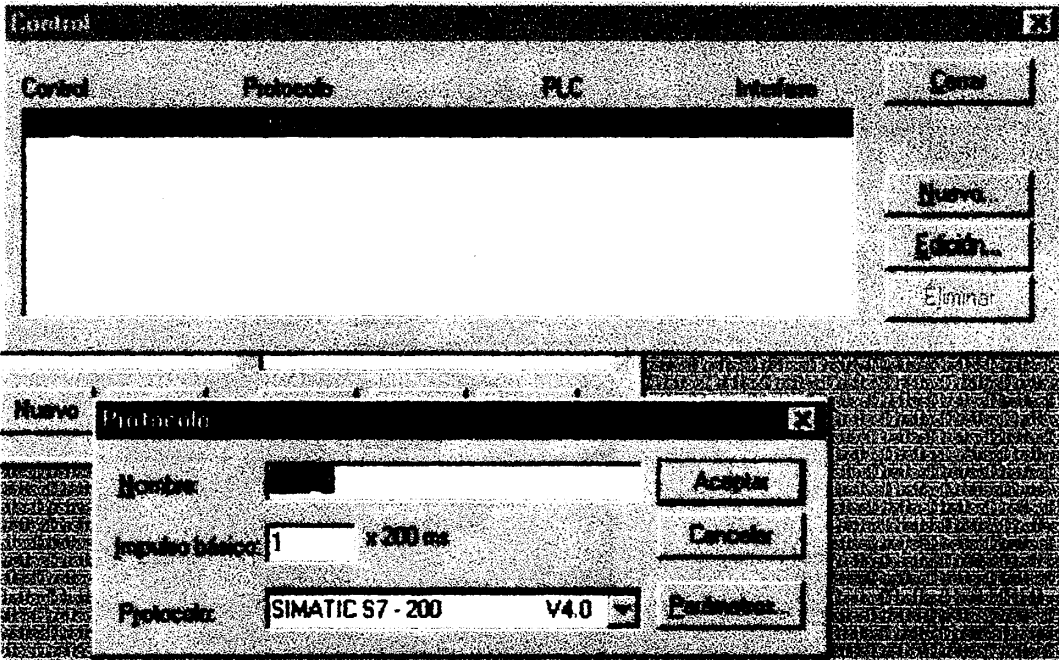 Control
Control Protocolo PLC Interface
Cerrar
Nuevo...
Edición...
Eliminar
Nuevo
Protocolo
Nombre:
Aceptar
Impulso básico: 1 x 200 ms
Cancelar
Protocolo: SIMATIC S7 - 200 V4.0
Parámetros...